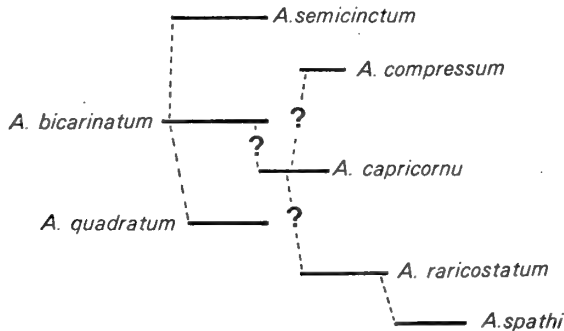 A.semicinctum
A. compressum
A. bicarinatum
?
?
A. capricornu
A. quadratum
?
A. raricostatum
A.spathi